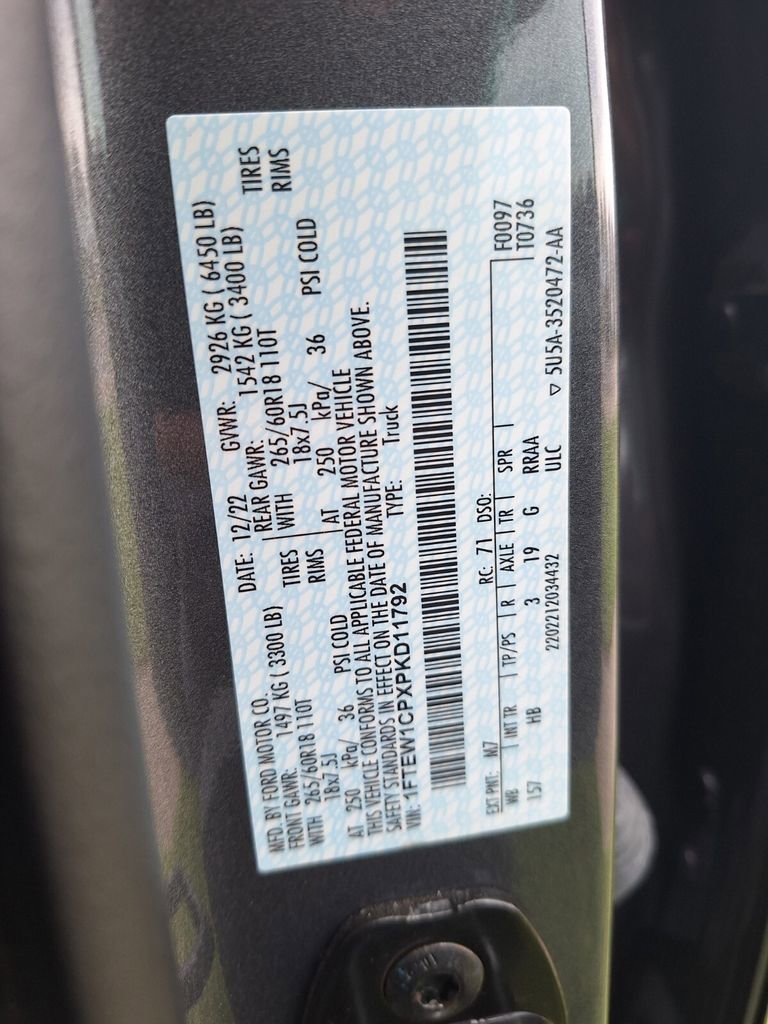 MFD. BY FORD MOTOR CO.
DATE: 12/22 GVWR: 2926 KG ( 6450 LB)
FRONT GAWR: 1497 KG ( 3300 LB) REAR GAWR: 1542 KG ( 3400 LB)
WITH 265/60R18 110T TIRES WITH 265/60R18 110T TIRES
18x7.5J RIMS 18x7.5J RIMS
AT 250 kPa/ 36 PSI COLD AT 250 kPa/ 36 PSI COLD
THIS VEHICLE CONFORMS TO ALL APPLICABLE FEDERAL MOTOR VEHICLE
SAFETY STANDARDS IN EFFECT ON THE DATE OF MANUFACTURE SHOWN ABOVE.
VIN: 1FTEW1CPXPKD11792 TYPE: Truck
EXT PNT: M7 RC: 71 DSO: F0097
WB INT TR TP/PS R AXLE TR SPR T0736
157 HB 3 19 G RRAA
2202212034432 ULC ▽ 5U5A-3520472-AA